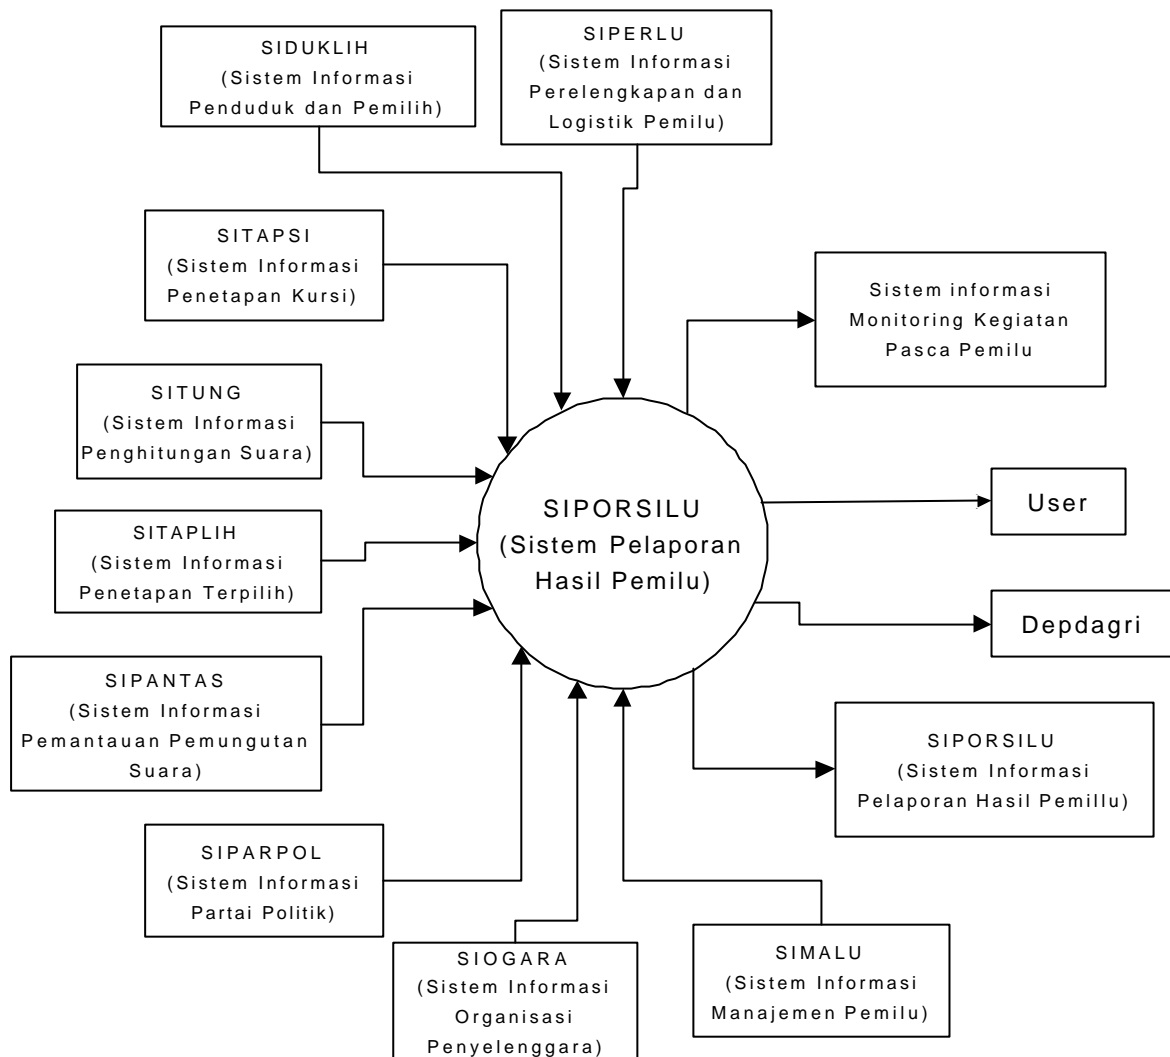 SIDUKLIH
(Sistem Informasi
Penduduk dan Pemilih)
SIPERLU
(Sistem Informasi
Perelengkapan dan
Logistik Pemilu)
SITAPSI
(Sistem Informasi
Penetapan Kursi)
Sistem informasi
Monitoring Kegiatan
Pasca Pemilu
SITUNG
(Sistem Informasi
Penghitungan Suara)
SIPORSILU
(Sistem Pelaporan
Hasil Pemilu)
User
SITAPLIH
(Sistem Informasi
Penetapan Terpilih)
Depdagri
SIPANTAS
(Sistem Informasi
Pemantauan Pemungutan
Suara)
SIPORSILU
(Sistem Informasi
Pelaporan Hasil Pemillu)
SIPARPOL
(Sistem Informasi
Partai Politik)
SIOGARA
(Sistem Informasi
Organisasi
Penyelenggara)
SIMALU
(Sistem Informasi
Manajemen Pemilu)